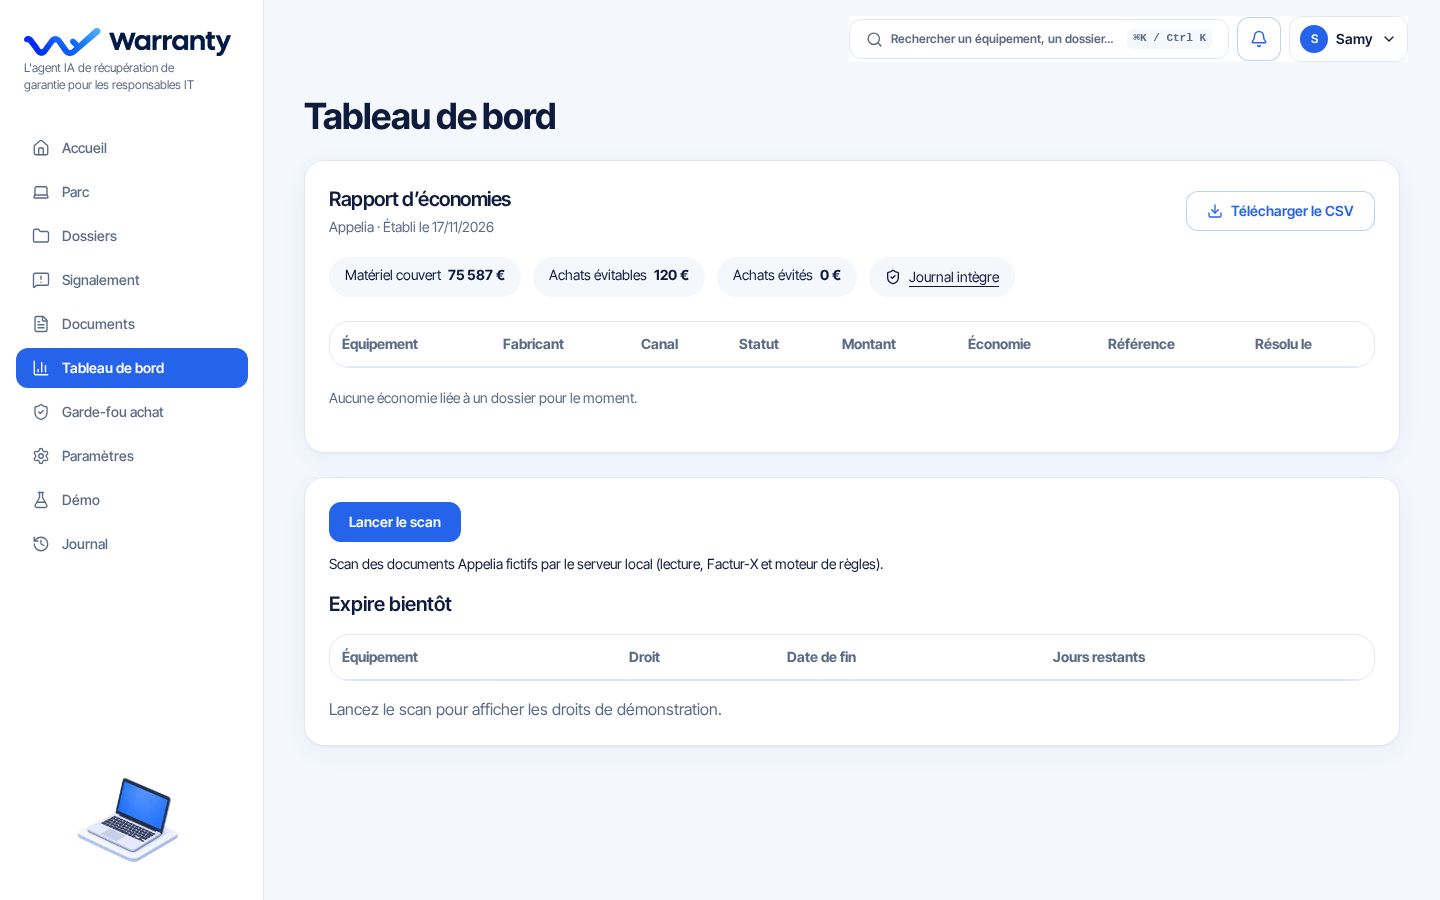 Warranty
L'agent IA de récupération de
garantie pour les responsables IT
Accueil
Parc
Dossiers
Signalement
Documents
Tableau de bord
Garde-fou achat
Paramètres
Démo
Journal
Rechercher un équipement, un dossier... ⌘K / Ctrl K
S Samy
Tableau de bord
Rapport d’économies
Appelia · Établi le 17/11/2026
Télécharger le CSV
Matériel couvert 75 587 € Achats évitables 120 € Achats évités 0 € Journal intègre
Équipement Fabricant Canal Statut Montant Économie Référence Résolu le
Aucune économie liée à un dossier pour le moment.
Lancer le scan
Scan des documents Appelia fictifs par le serveur local (lecture, Factur-X et moteur de règles).
Expire bientôt
Équipement Droit Date de fin Jours restants
Lancez le scan pour afficher les droits de démonstration.